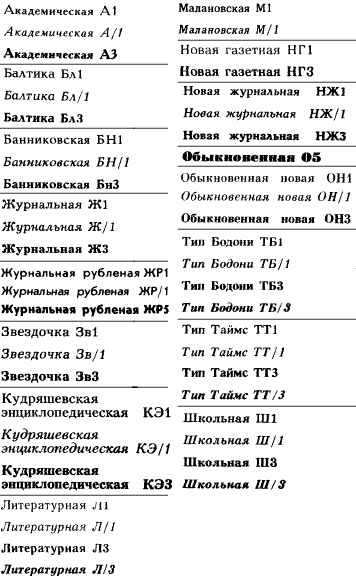 Академическая А1
Академическая А/1
Академическая А3
Балтика Бл1
Балтика Бл/1
Балтика Бл3
Банниковская БН1
Банниковская БН/1
Банниковская Бн3
Журнальная Ж1
Журнальная Ж/1
Журнальная Ж3
Журнальная рубленая ЖР1
Журнальная рубленая ЖР/1
Журнальная рубленая ЖР5
Звездочка Зв1
Звездочка Зв/1
Звездочка Зв3
Кудряшевская
энциклопедическая КЭ1
Кудряшевская
энциклопедическая КЭ/1
Кудряшевская
энциклопедическая КЭ3
Литературная Л1
Литературная Л/1
Литературная Л3
Литературная Л/3
Малановская М1
Малановская М/1
Новая газетная НГ1
Новая газетная НГ3
Новая журнальная НЖ1
Новая журнальная НЖ/1
Новая журнальная НЖ3
Обыкновенная О5
Обыкновенная новая ОН1
Обыкновенная новая ОН/1
Обыкновенная новая ОН3
Тип Бодони ТБ1
Тип Бодони ТБ/1
Тип Бодони ТБ3
Тип Бодони ТБ/3
Тип Таймс ТТ1
Тип Таймс ТТ/1
Тип Таймс ТТ3
Тип Таймс ТТ/3
Школьная Ш1
Школьная Ш/1
Школьная Ш3
Школьная Ш/3